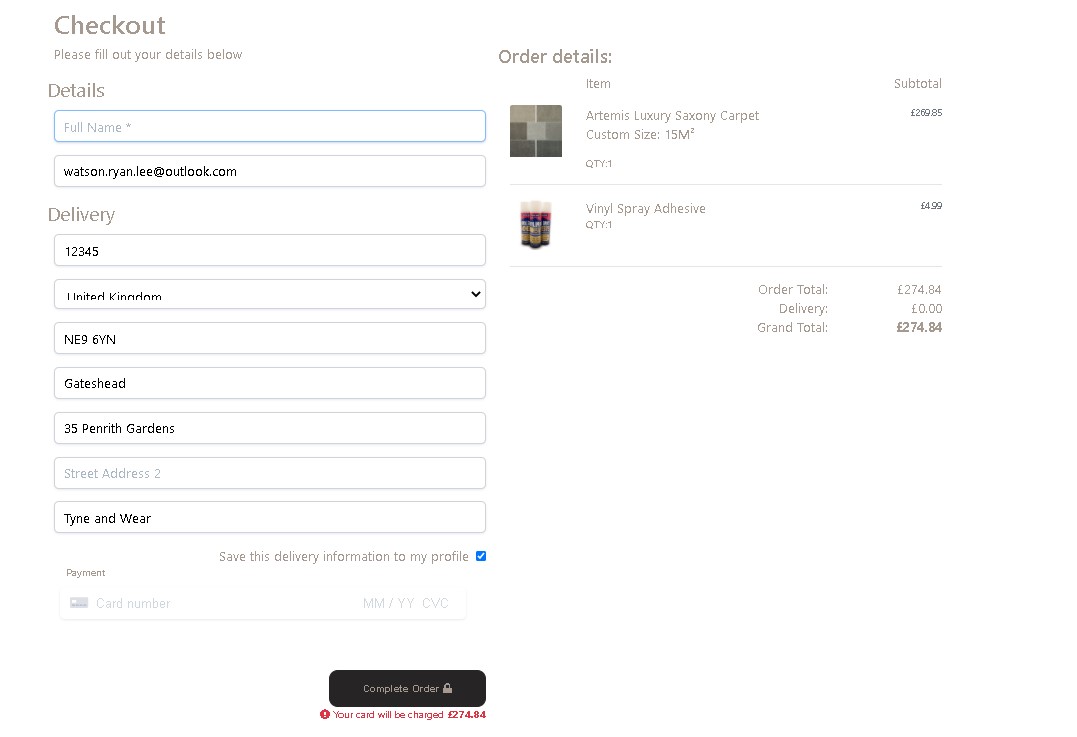 Checkout
Please fill out your details below
Details
Full Name *
watson.ryan.lee@outlook.com
Delivery
12345
United Kingdom
NE9 6YN
Gateshead
35 Penrith Gardens
Street Address 2
Tyne and Wear
Save this delivery information to my profile
Payment
Card number MM / YY CVC
Complete Order
Your card will be charged £274.84
Order details:
Item Subtotal
Artemis Luxury Saxony Carpet £269.85
Custom Size: 15M²
QTY:1
Vinyl Spray Adhesive £4.99
QTY:1
Order Total: £274.84
Delivery: £0.00
Grand Total: £274.84